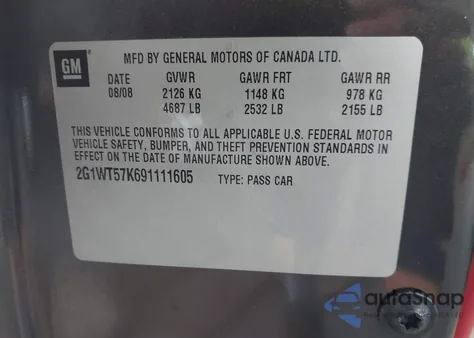 GM
MFD BY GENERAL MOTORS OF CANADA LTD.
DATE GVWR GAWR FRT GAWR RR
08/08 2126 KG 1148 KG 978 KG
4687 LB 2532 LB 2155 LB
THIS VEHICLE CONFORMS TO ALL APPLICABLE U.S. FEDERAL MOTOR
VEHICLE SAFETY, BUMPER, AND THEFT PREVENTION STANDARDS IN
EFFECT ON THE DATE OF MANUFACTURE SHOWN ABOVE.
2G1WT57K691111605 TYPE: PASS CAR
autoSnap